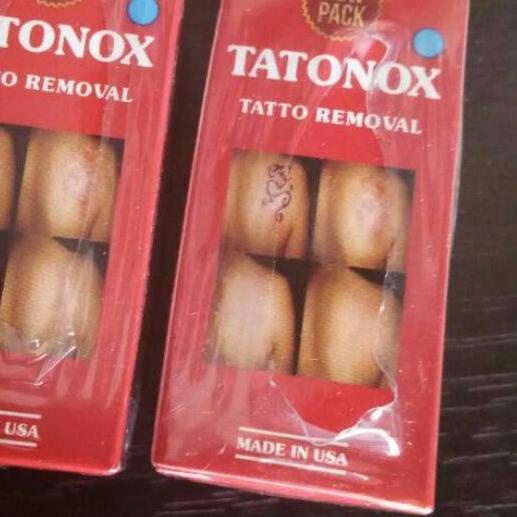 PACK
TATONOX
TATTO REMOVAL
MADE IN USA
TONOX
O REMOVAL
USA